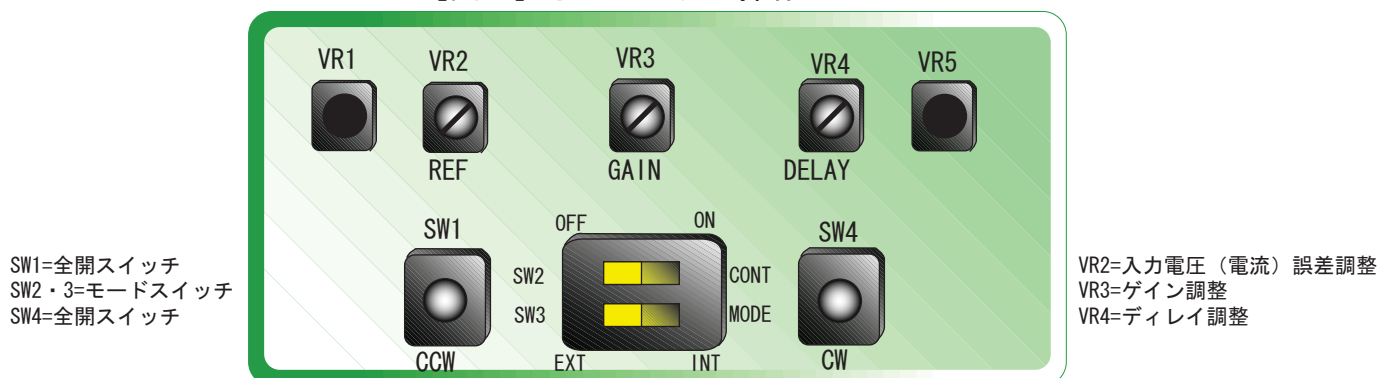 VR1 VR2 VR3 VR4 VR5
REF GAIN DELAY
SW1 OFF ON SW4
SW2 CONT
SW3 MODE
CCW EXT INT CW
SW1=全開スイッチ
SW2・3=モードスイッチ
SW4=全開スイッチ
VR2=入力電圧（電流）誤差調整
VR3=ゲイン調整
VR4=ディレイ調整